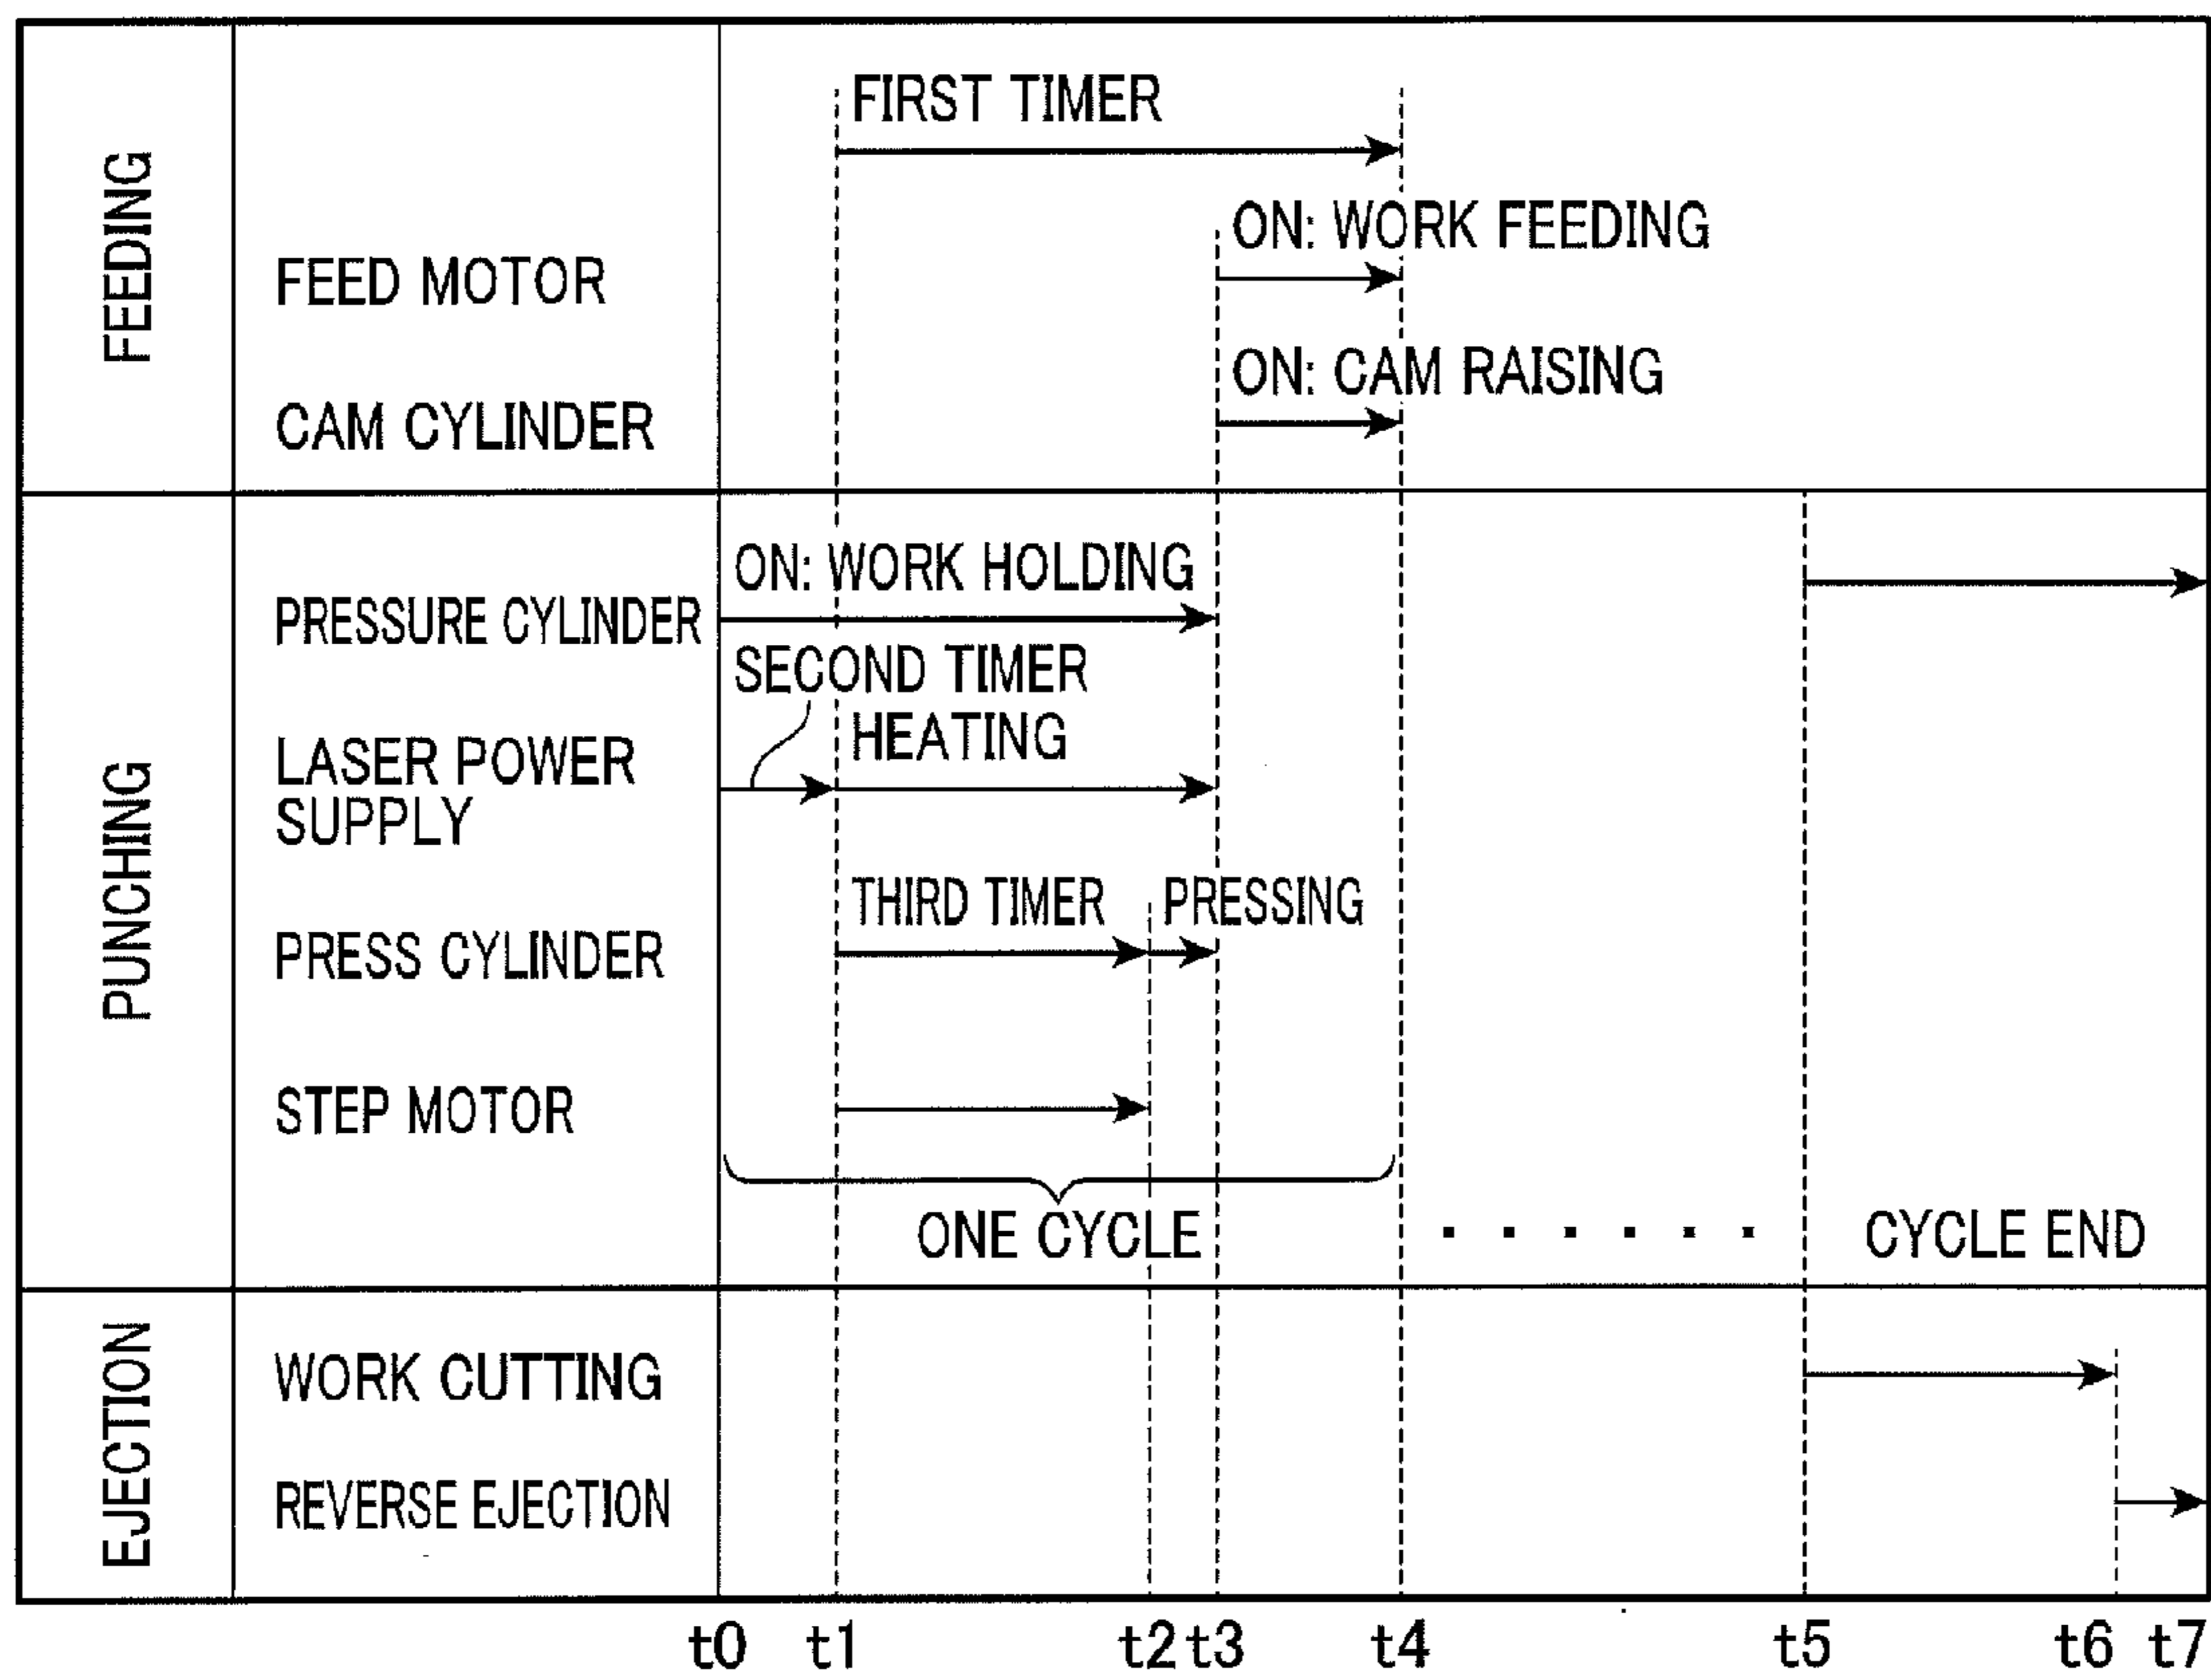 FEEDING
FIRST TIMER
FEED MOTOR
ON: WORK FEEDING
CAM CYLINDER
ON: CAM RAISING
PUNCHING
PRESSURE CYLINDER
ON: WORK HOLDING
LASER POWER
SUPPLY
SECOND TIMER
HEATING
PRESS CYLINDER
THIRD TIMER
PRESSING
STEP MOTOR
ONE CYCLE
. . . . . .
CYCLE END
EJECTION
WORK CUTTING
REVERSE EJECTION
t0 t1 t2 t3 t4 t5 t6 t7